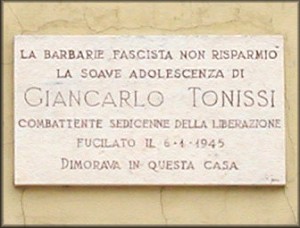 LA BARBARIE FASCISTA NON RISPARMIÒ
LA SOAVE ADOLESCENZA DI
GIANCARLO TONISSI
COMBATTENTE SEDICENNE DELLA LIBERAZIONE
FUCILATO IL 6-1-1945
DIMORAVA IN QUESTA CASA